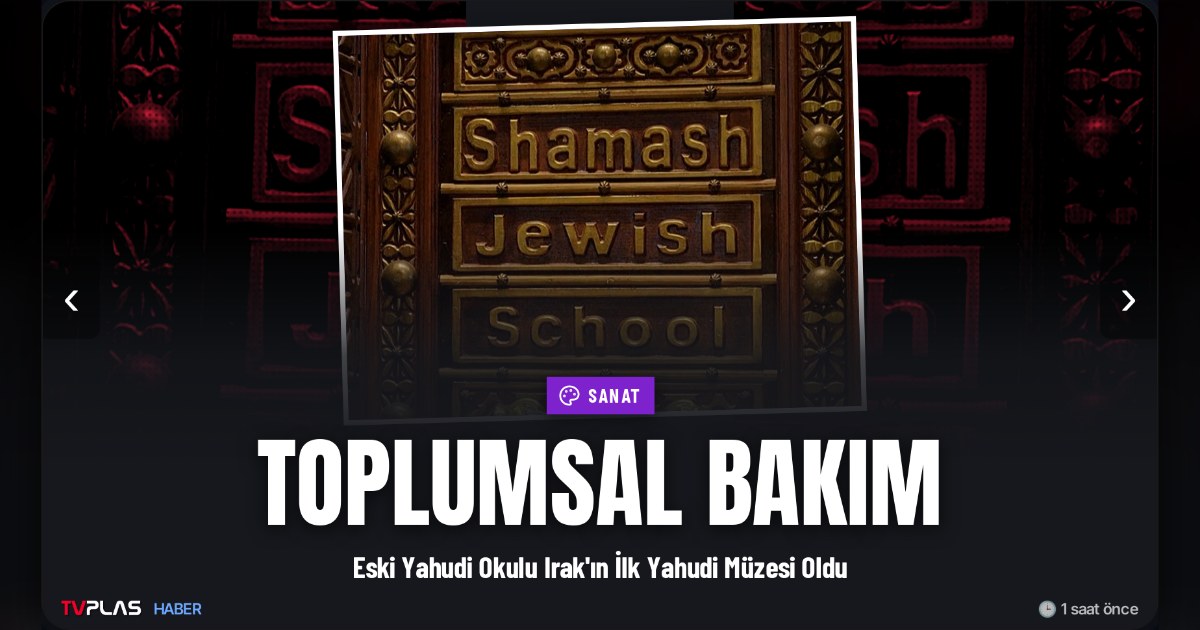 Shamash
Jewish
School
SANAT
TOPLUMSAL BAKIM
Eski Yahudi Okulu Irak'ın İlk Yahudi Müzesi Oldu
TVPLAS HABER
1 saat önce